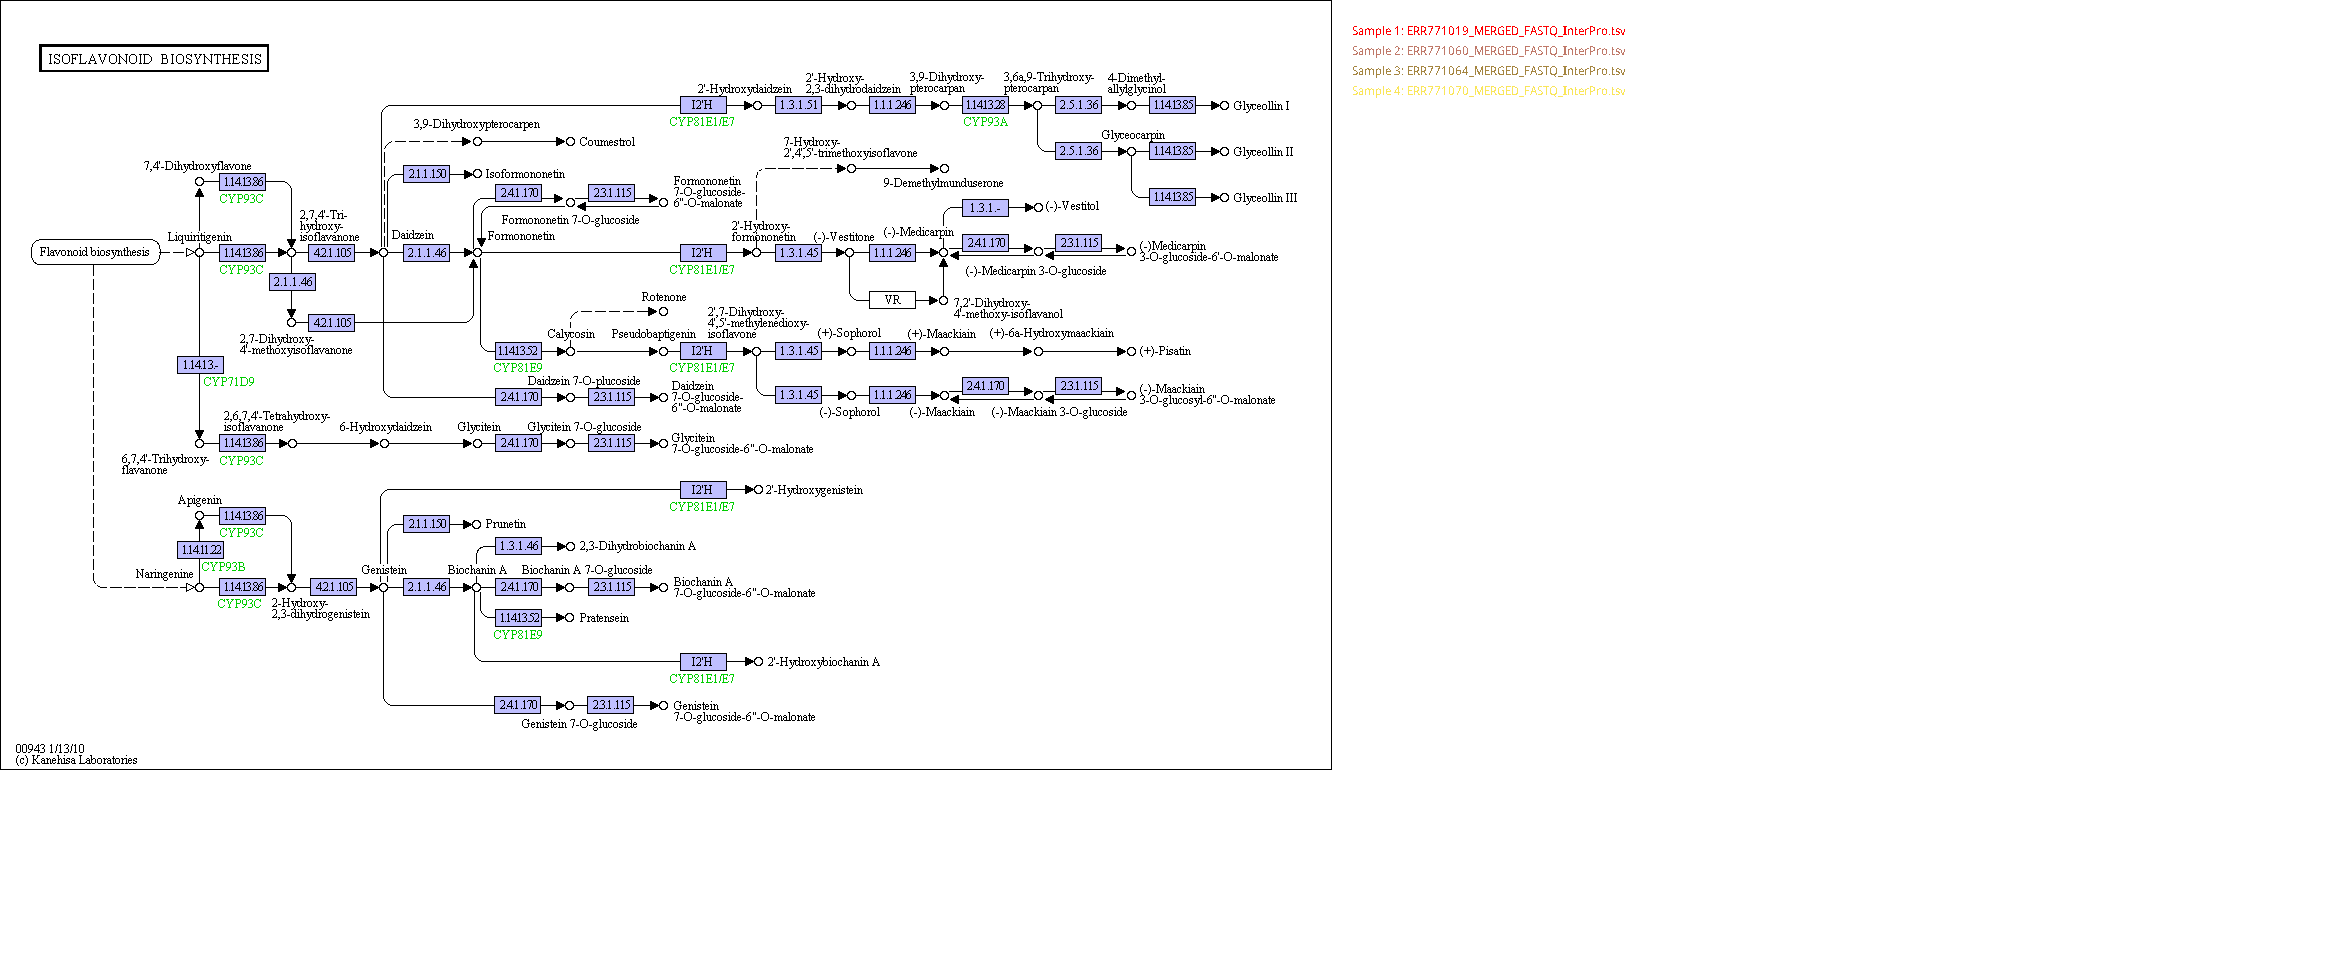 ISOFLAVONOID BIOSYNTHESIS
Sample 1: ERR771019_MERGED_FASTQ_InterPro.tsv
Sample 2: ERR771060_MERGED_FASTQ_InterPro.tsv
Sample 3: ERR771064_MERGED_FASTQ_InterPro.tsv
Sample 4: ERR771070_MERGED_FASTQ_InterPro.tsv
2'-Hydroxydaidzein
2'-Hydroxy-
2,3-dihydrodaidzein
3,9-Dihydroxy-
pterocarpan
3,6a,9-Trihydroxy-
pterocarpan
4-Dimethyl-
allylglycinol
I2'H
1.3.1.51
1.1.1.246
1.14.13.28
2.5.1.36
1.14.13.85
Glyceollin I
CYP81E1/E7
CYP93A
3,9-Dihydroxypterocarpen
Coumestrol
Glyceocarpin
2.5.1.36
1.14.13.85
Glyceollin II
7-Hydroxy-
2',4',5'-trimethoxyisoflavone
9-Demethylmunduserone
7,4'-Dihydroxyflavone
1.14.13.86
CYP93C
2.1.1.150
Isoformononetin
2.4.1.170
2.3.1.115
Formononetin
7-O-glucoside-
6"-O-malonate
Formononetin 7-O-glucoside
1.14.13.85
Glyceollin III
1.3.1.-
(-)-Vestitol
2,7,4'-Tri-
hydroxy-
isoflavanone
Liquiritigenin
Daidzein
Formononetin
2'-Hydroxy-
formononetin
(-)-Vestitone
(-)-Medicarpin
Flavonoid biosynthesis
1.14.13.86
CYP93C
4.2.1.105
2.1.1.46
I2'H
CYP81E1/E7
1.3.1.45
1.1.1.246
2.4.1.170
2.3.1.115
(-)Medicarpin
3-O-glucoside-6'-O-malonate
(-)-Medicarpin 3-O-glucoside
2.1.1.46
VR
7,2'-Dihydroxy-
4'-methoxy-isoflavanol
Rotenone
4.2.1.105
2,7-Dihydroxy-
4'-methoxyisoflavanone
2',7-Dihydroxy-
4',5'-methylenedioxy-
isoflavone
Calycosin
Pseudobaptigenin
(+)-Sophorol
(+)-Maackiain
(+)-6a-Hydroxymaackiain
1.14.13.52
CYP81E9
I2'H
CYP81E1/E7
1.3.1.45
1.1.1.246
(+)-Pisatin
1.14.13.-
CYP71D9
Daidzein 7-O-plucoside
2.4.1.170
2.3.1.115
Daidzein
7-O-glucoside-
6"-O-malonate
1.3.1.45
1.1.1.246
2.4.1.170
2.3.1.115
(-)-Maackiain
3-O-glucosyl-6"-O-malonate
(-)-Sophorol
(-)-Maackiain
(-)-Maackiain 3-O-glucoside
2,6,7,4'-Tetrahydroxy-
isoflavanone
6-Hydroxydaidzein
Glycitein
Glycitein 7-O-glucoside
1.14.13.86
CYP93C
2.4.1.170
2.3.1.115
Glycitein
7-O-glucoside-6"-O-malonate
6,7,4'-Trihydroxy-
flavanone
I2'H
CYP81E1/E7
2'-Hydroxygenistein
Apigenin
1.14.13.86
CYP93C
2.1.1.150
Prunetin
1.14.11.22
CYP93B
1.3.1.46
2,3-Dihydrobiochanin A
Naringenine
Genistein
Biochanin A
Biochanin A 7-O-glucoside
1.14.13.86
CYP93C
4.2.1.105
2.1.1.46
2.4.1.170
2.3.1.115
Biochanin A
7-O-glucoside-6"-O-malonate
2-Hydroxy-
2,3-dihydrogenistein
1.14.13.52
CYP81E9
Pratensein
I2'H
CYP81E1/E7
2'-Hydroxybiochanin A
2.4.1.170
2.3.1.115
Genistein
7-O-glucoside-6"-O-malonate
Genistein 7-O-glucoside
00943 1/13/10
(c) Kanehisa Laboratories